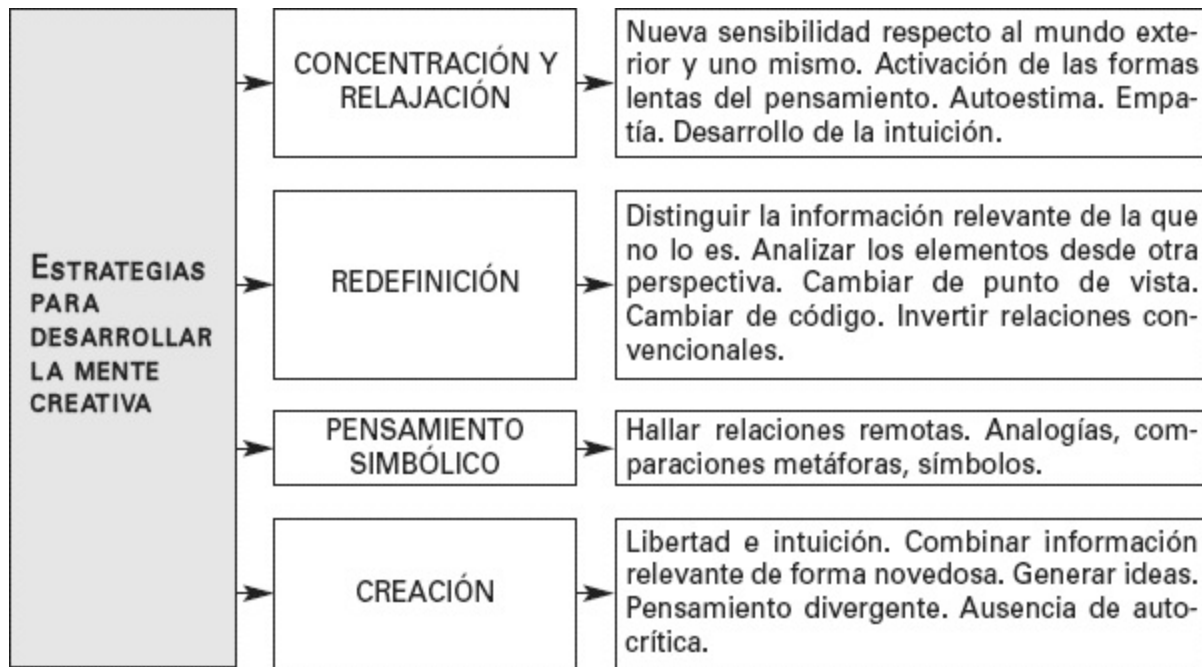 ESTRATEGIAS
PARA
DESARROLLAR
LA MENTE
CREATIVA
CONCENTRACIÓN Y
RELAJACIÓN
Nueva sensibilidad respecto al mundo exte-
rior y uno mismo. Activación de las formas
lentas del pensamiento. Autoestima. Empa-
tía. Desarrollo de la intuición.
REDEFINICIÓN
Distinguir la información relevante de la que
no lo es. Analizar los elementos desde otra
perspectiva. Cambiar de punto de vista.
Cambiar de código. Invertir relaciones con-
vencionales.
PENSAMIENTO
SIMBÓLICO
Hallar relaciones remotas. Analogías, com-
paraciones metáforas, símbolos.
CREACIÓN
Libertad e intuición. Combinar información
relevante de forma novedosa. Generar ideas.
Pensamiento divergente. Ausencia de auto-
crítica.